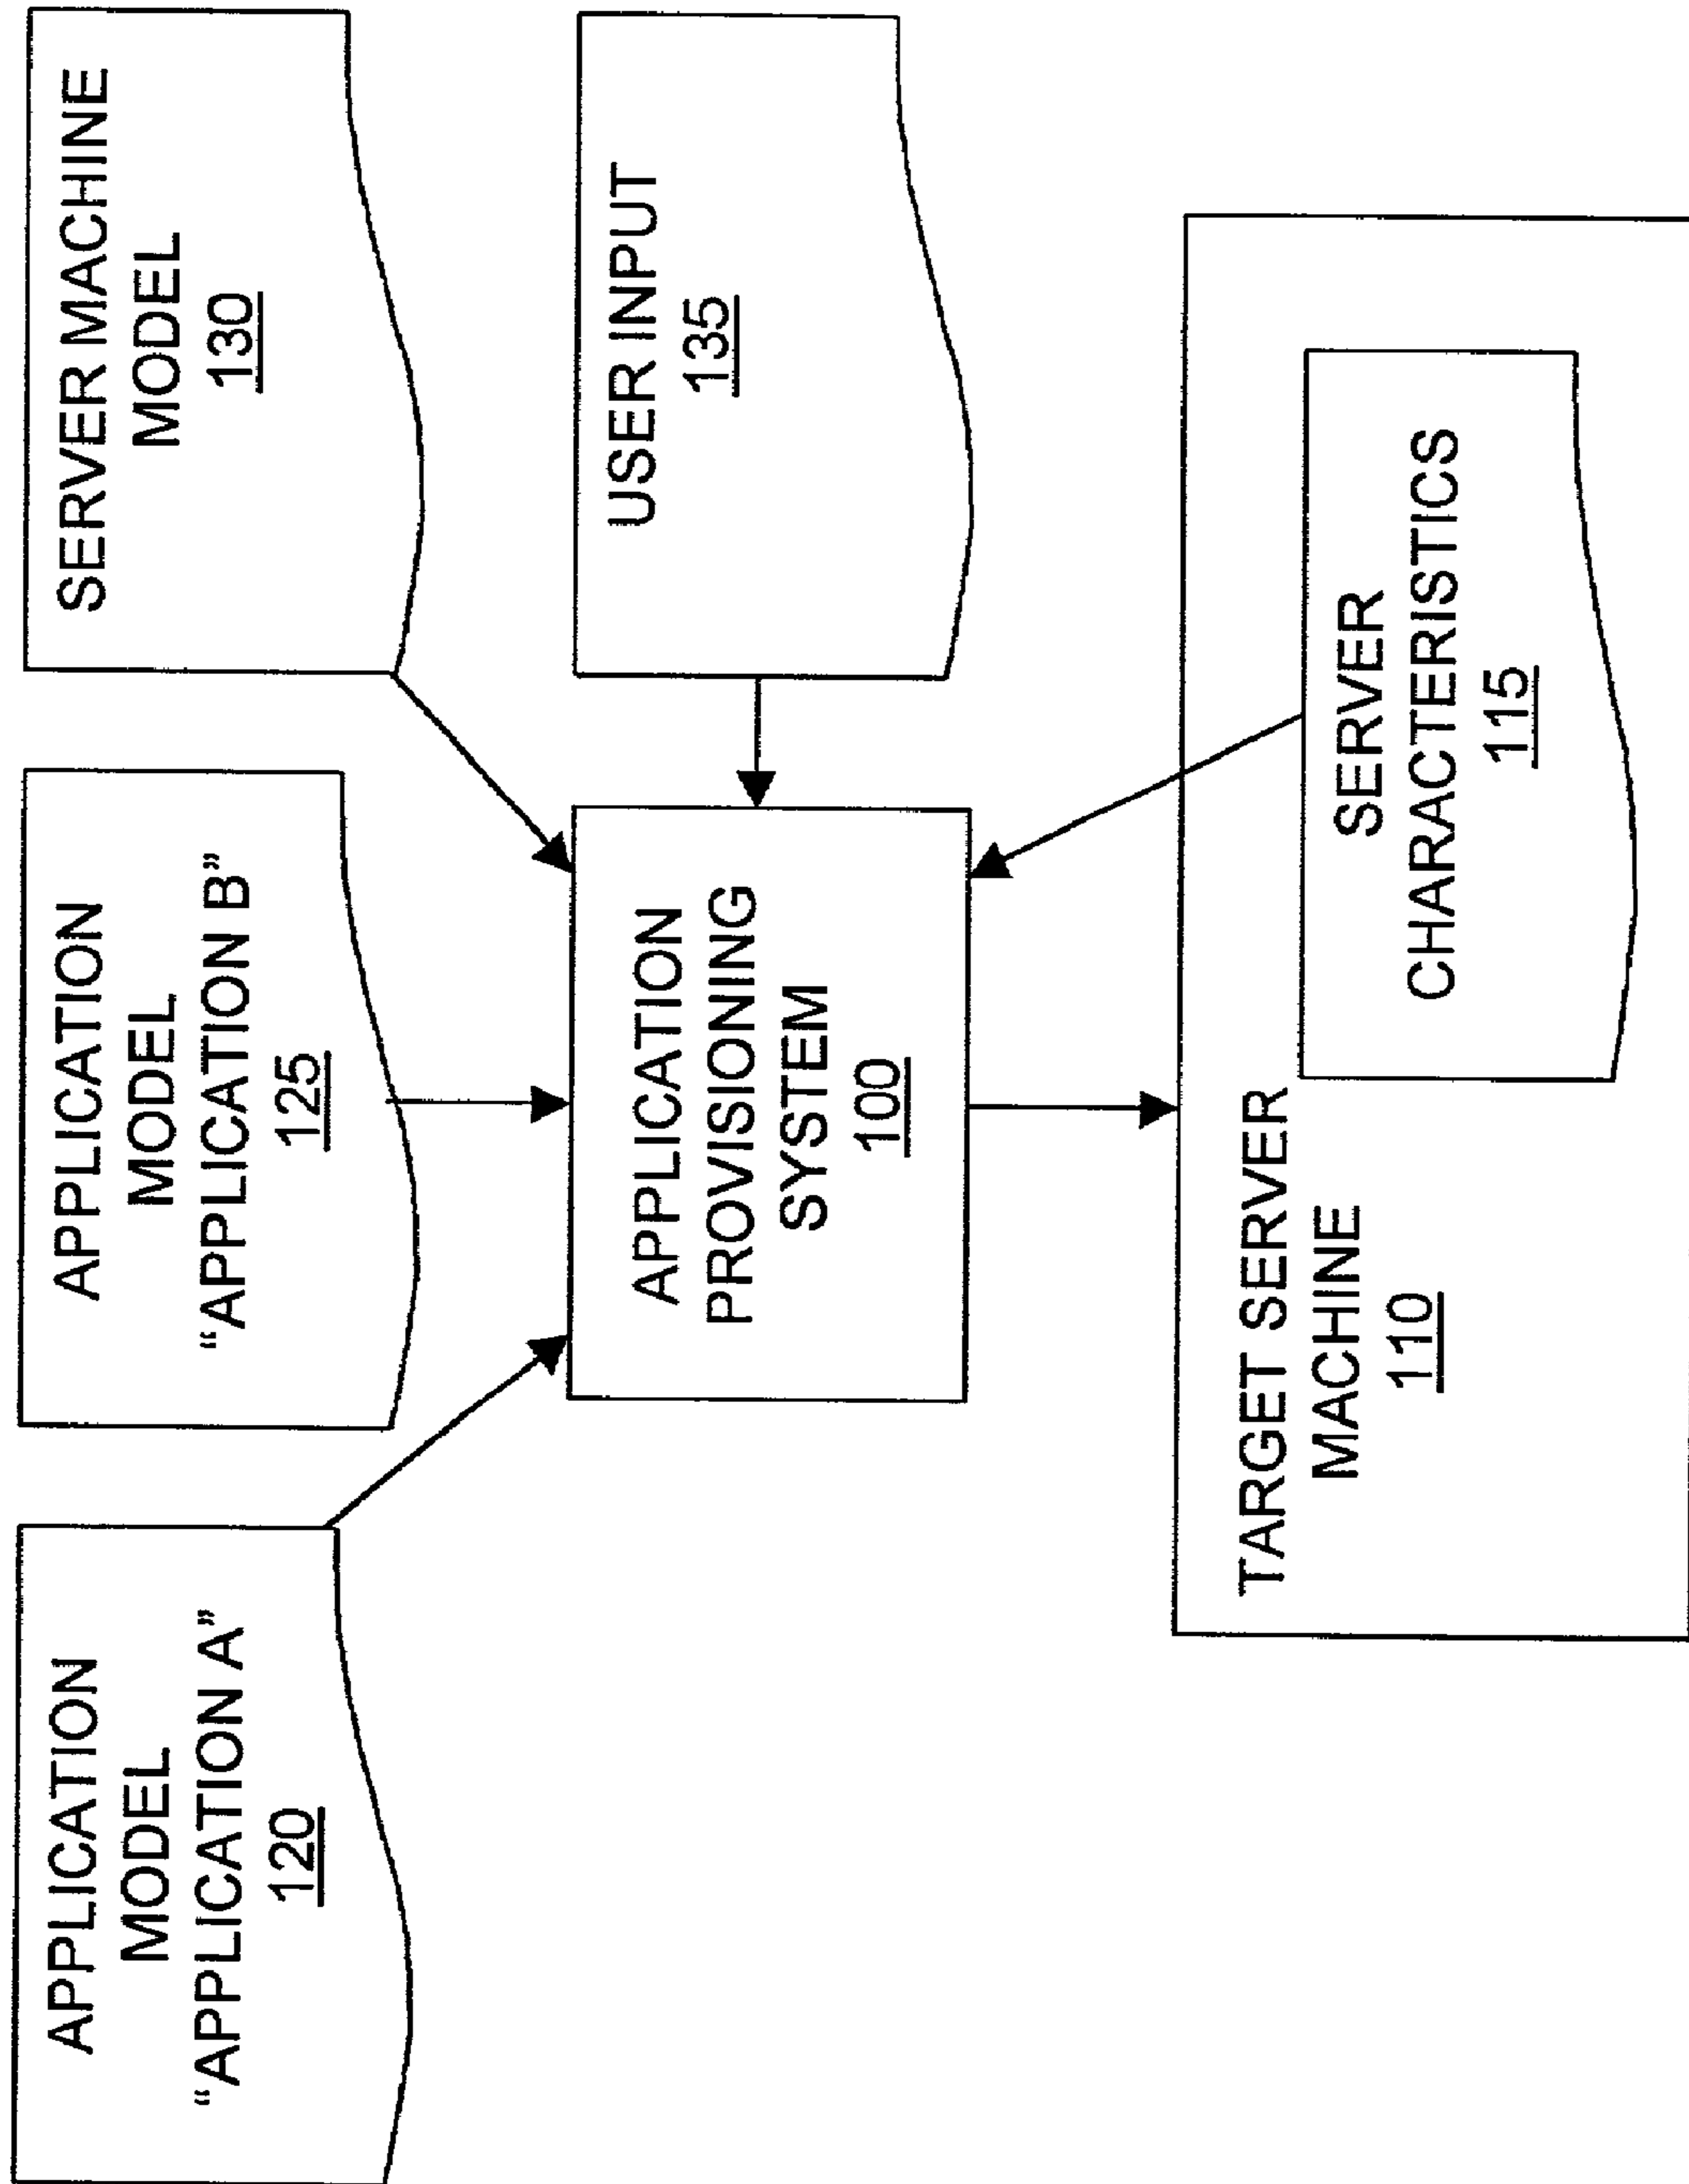 APPLICATION
MODEL
“APPLICATION A”
120
APPLICATION
MODEL
“APPLICATION B”
125
SERVER MACHINE
MODEL
130
APPLICATION
PROVISIONING
SYSTEM
100
USER INPUT
135
TARGET SERVER
MACHINE
110
SERVER
CHARACTERISTICS
115